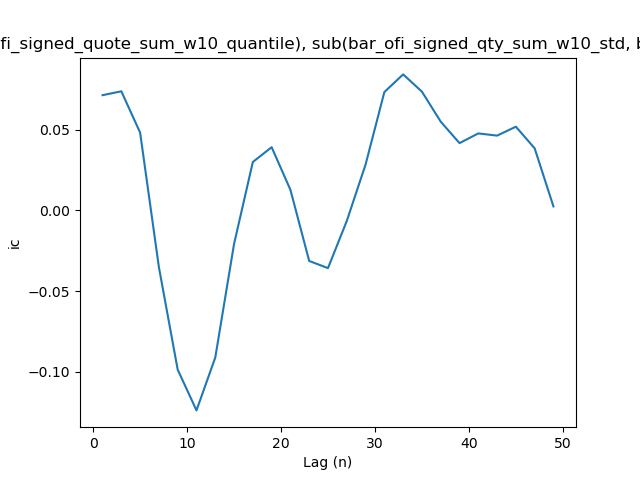 fi_signed_quote_sum_w10_quantile), sub(bar_ofi_signed_qty_sum_w10_std, b
0.05
0.00
−0.05
−0.10
ic
0 10 20 30 40 50
Lag (n)